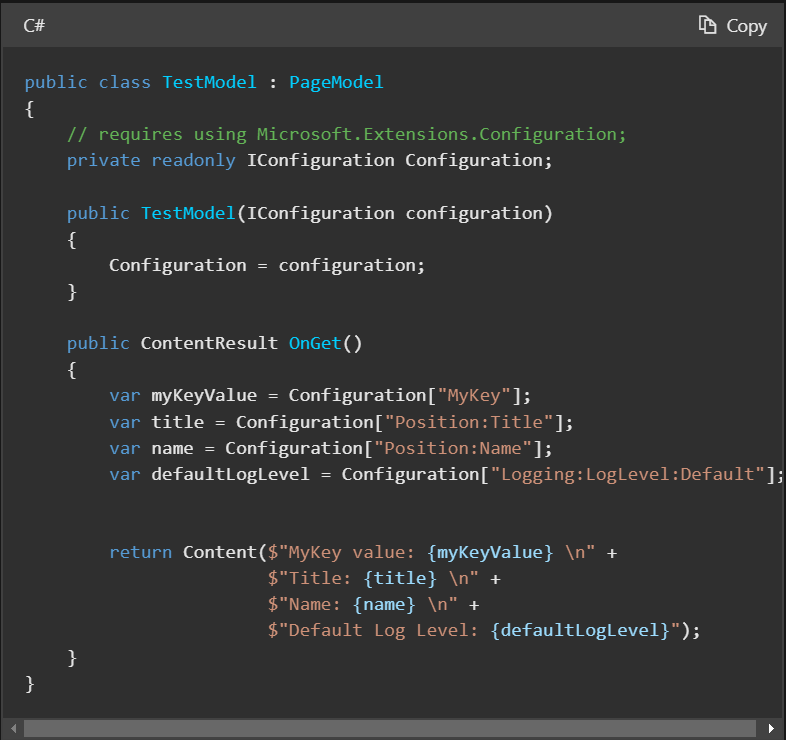 C#
Copy
public class TestModel : PageModel
{
    // requires using Microsoft.Extensions.Configuration;
    private readonly IConfiguration Configuration;
    public TestModel(IConfiguration configuration)
    {
        Configuration = configuration;
    }
    public ContentResult OnGet()
    {
        var myKeyValue = Configuration["MyKey"];
        var title = Configuration["Position:Title"];
        var name = Configuration["Position:Name"];
        var defaultLogLevel = Configuration["Logging:LogLevel:Default"];
        return Content($"MyKey value: {myKeyValue} \n" +
                       $"Title: {title} \n" +
                       $"Name: {name} \n" +
                       $"Default Log Level: {defaultLogLevel}");
    }
}